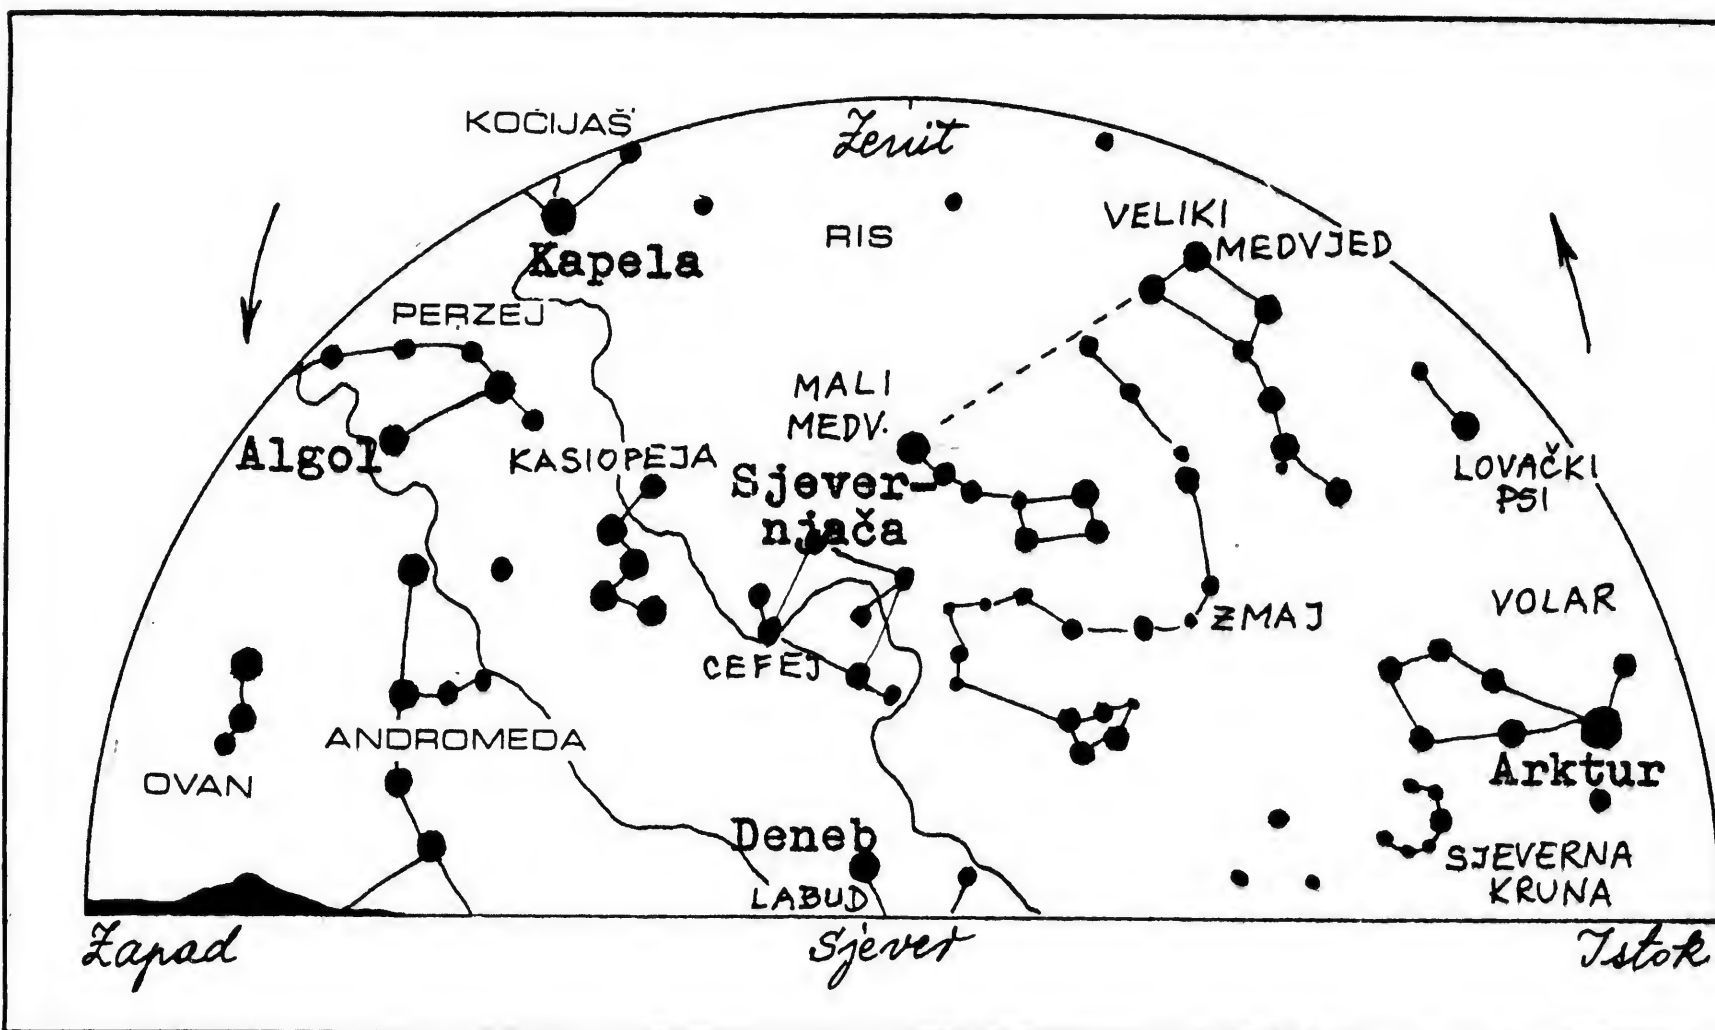 KOČIJAŠ
Zenit
VELIKI
MEDVJED
RIS
Kapela
PERZEJ
MALI
MEDV.
Algol
KASIOPEJA
Sjever-
njača
LOVAČKI
PSI
VOLAR
ZMAJ
CEFEJ
ANDROMEDA
OVAN
Arktur
Deneb
LABUD
SJEVERNA
KRUNA
Zapad
Sjever
Istok